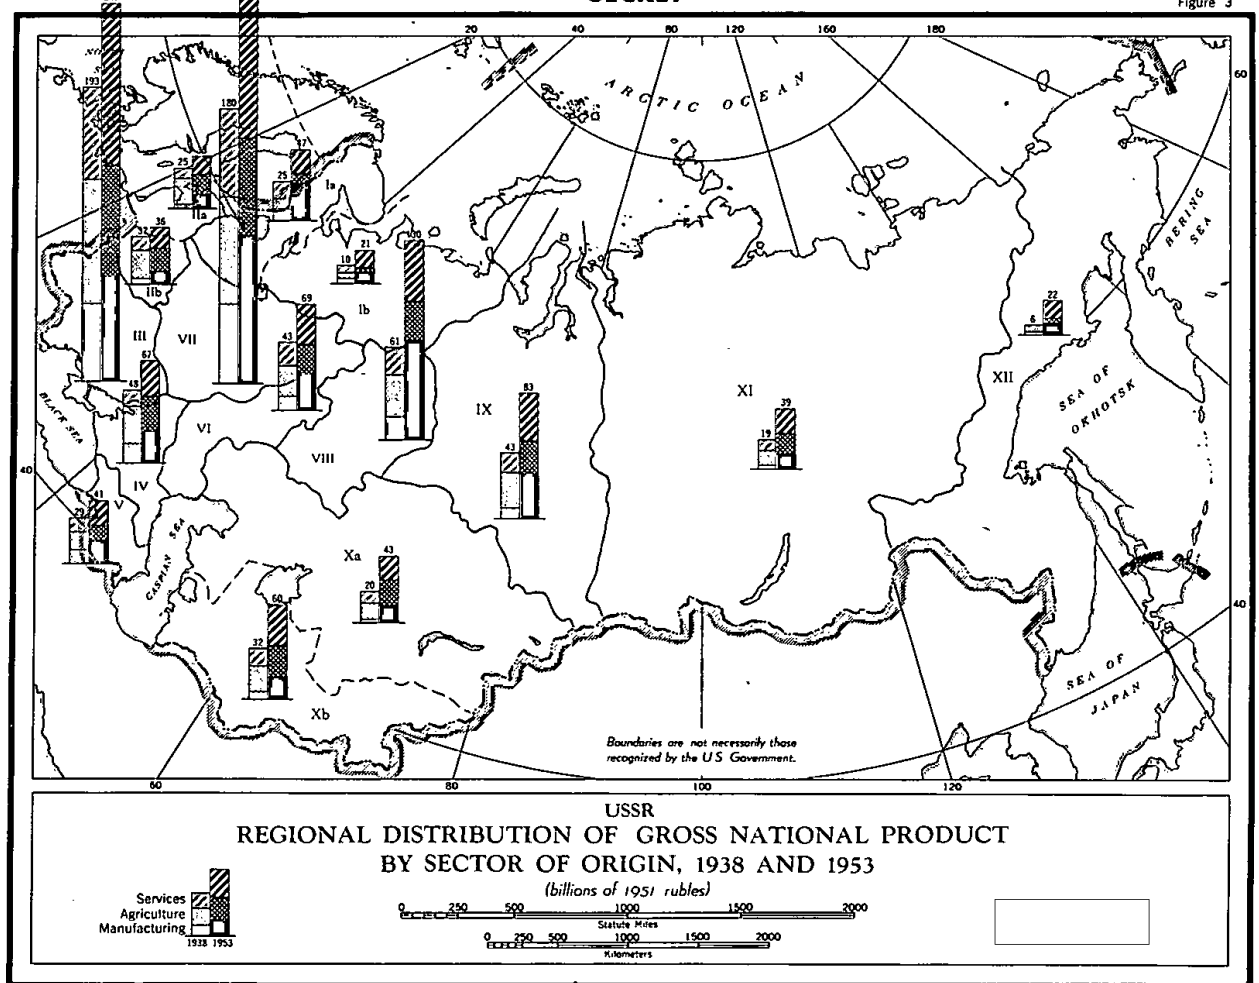 Figure 3
20 40 80 120 160 180
60
ARCTIC OCEAN
BERING
SEA
193
180
25
47
25
Ia
IIa
32 36
IIb
21
10
100
Ib
69
III VII
43
61
67
48
22
6
XII
SEA OF
OKHOTSK
XI
IX
83
39
19
43
BLACK SEA
VI
VIII
40
IV
V
41
29
CASPIAN SEA
Xa
43
20
60
32
Xb
40
SEA OF
JAPAN
Boundaries are not necessarily those
recognized by the U S Government.
60 80 100 120
USSR
REGIONAL DISTRIBUTION OF GROSS NATIONAL PRODUCT
BY SECTOR OF ORIGIN, 1938 AND 1953
(billions of 1951 rubles)
Services
Agriculture
Manufacturing
1938 1953
0 250 500 1000 1500 2000
Statute Miles
0 250 500 1000 1500 2000
Kilometers